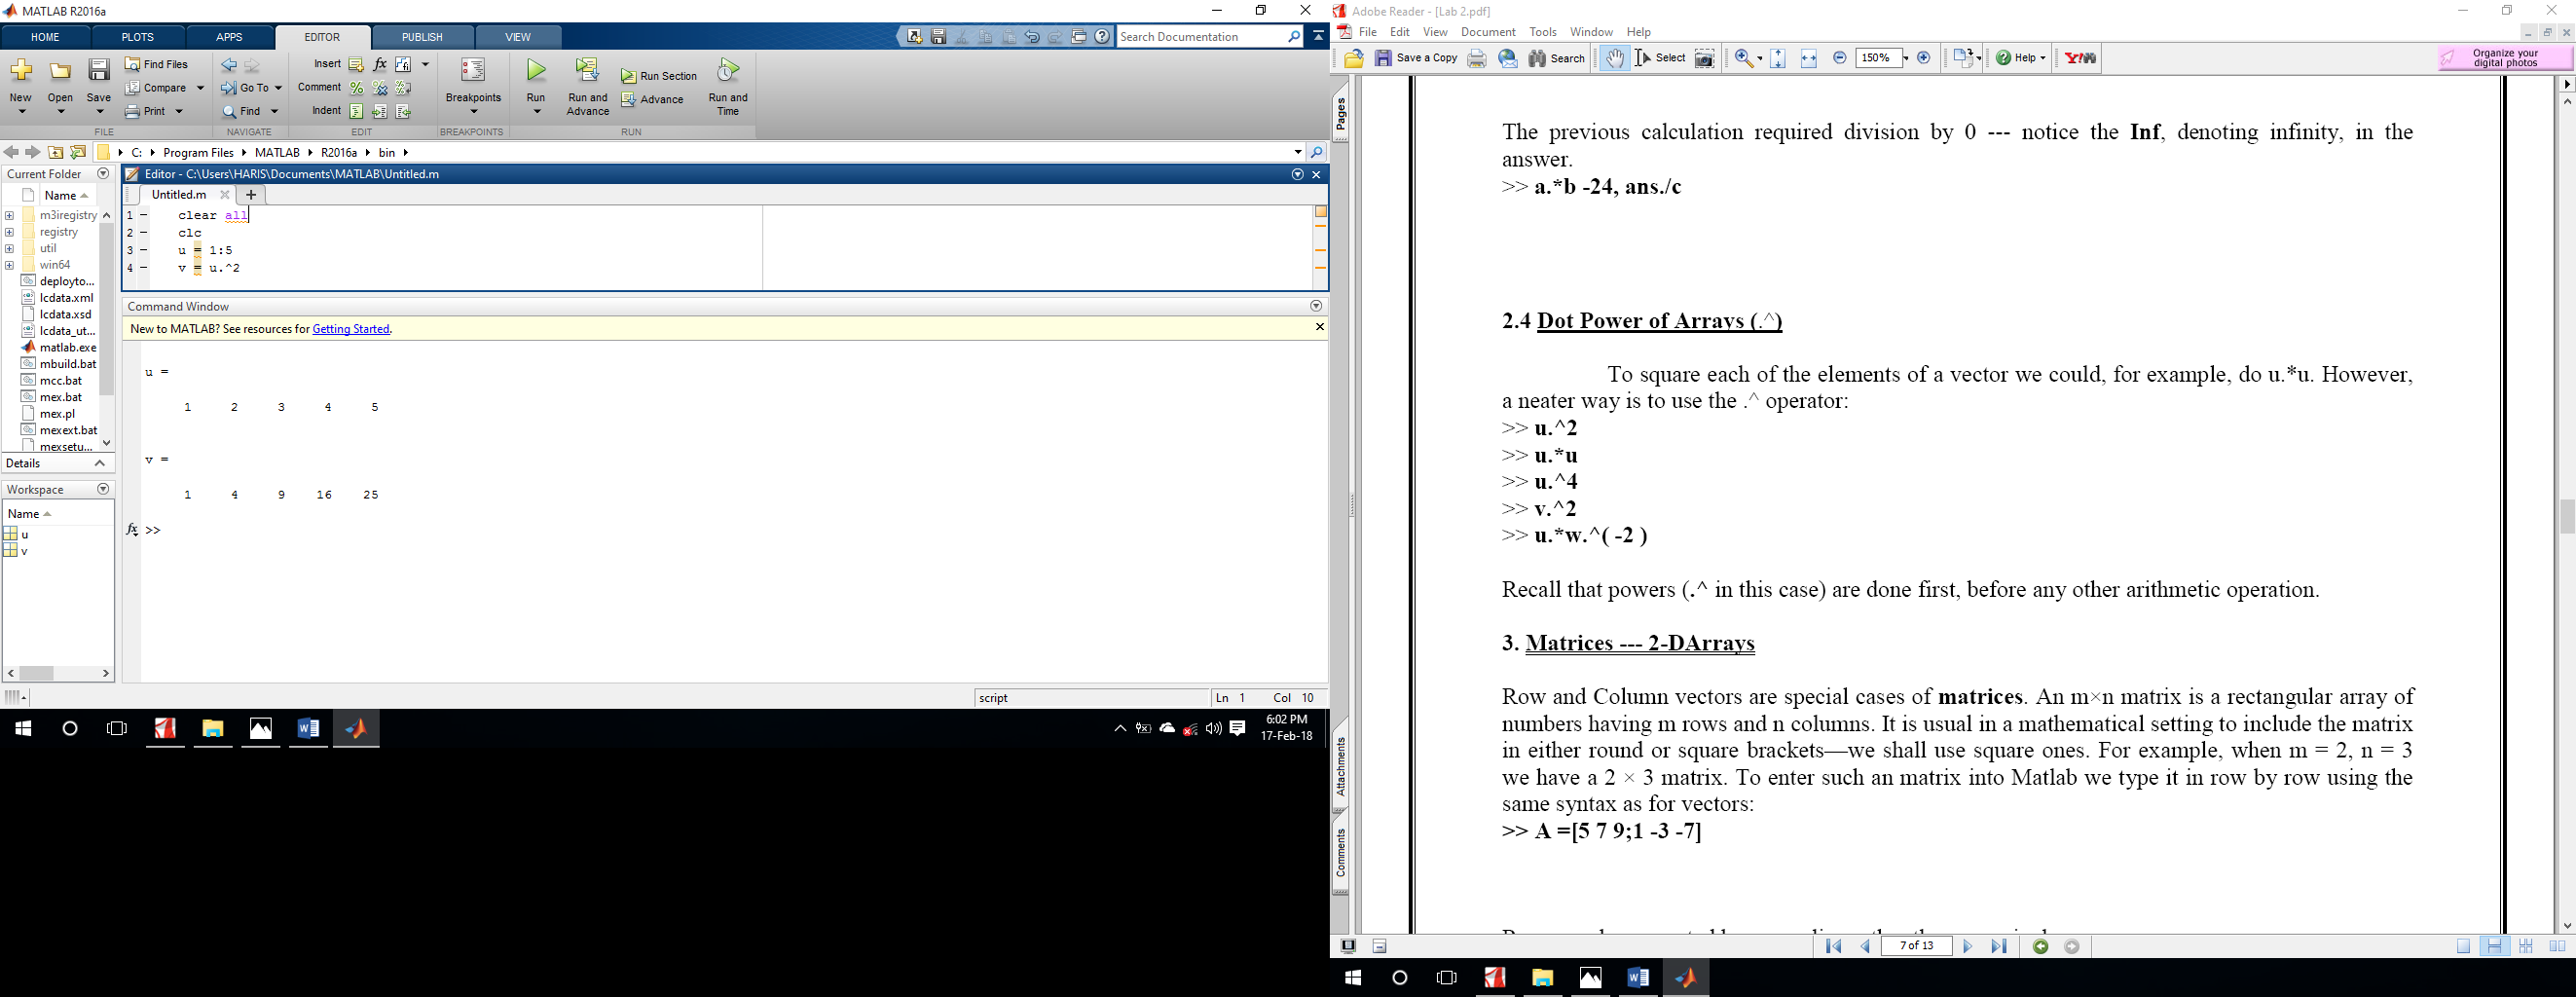 MATLAB R2016a
HOME PLOTS APPS EDITOR PUBLISH VIEW
Search Documentation
New Open Save
Find Files
Compare
Print
Go To
Find
Insert fx
Comment
Indent
Breakpoints
Run
Run and Advance
Run Section
Advance
Run and Time
FILE NAVIGATE EDIT BREAKPOINTS RUN
C: Program Files MATLAB R2016a bin
Current Folder
Name
m3iregistry
registry
util
win64
deployto...
lcdata.xml
lcdata.xsd
lcdata_ut...
matlab.exe
mbuild.bat
mcc.bat
mex.bat
mex.pl
mexext.bat
mexsetu...
Details
Workspace
Name
u
v
Editor - C:\Users\HARIS\Documents\MATLAB\Untitled.m
Untitled.m +
1 - clear all
2 - clc
3 - u = 1:5
4 - v = u.^2
Command Window
New to MATLAB? See resources for Getting Started.
u =
1 2 3 4 5
v =
1 4 9 16 25
fx >>
script Ln 1 Col 10
6:02 PM
17-Feb-18
Adobe Reader - [Lab 2.pdf]
File Edit View Document Tools Window Help
Save a Copy Search Select 150% Help Y!
Organize your
digital photos
Pages
Attachments
Comments
The previous calculation required division by 0 --- notice the Inf, denoting infinity, in the
answer.
>> a.*b -24, ans./c
2.4 Dot Power of Arrays (.^)
To square each of the elements of a vector we could, for example, do u.*u. However,
a neater way is to use the .^ operator:
>> u.^2
>> u.*u
>> u.^4
>> v.^2
>> u.*w.^( -2 )
Recall that powers (.^ in this case) are done first, before any other arithmetic operation.
3. Matrices --- 2-DArrays
Row and Column vectors are special cases of matrices. An m×n matrix is a rectangular array of
numbers having m rows and n columns. It is usual in a mathematical setting to include the matrix
in either round or square brackets—we shall use square ones. For example, when m = 2, n = 3
we have a 2 × 3 matrix. To enter such an matrix into Matlab we type it in row by row using the
same syntax as for vectors:
>> A =[5 7 9;1 -3 -7]
7 of 13